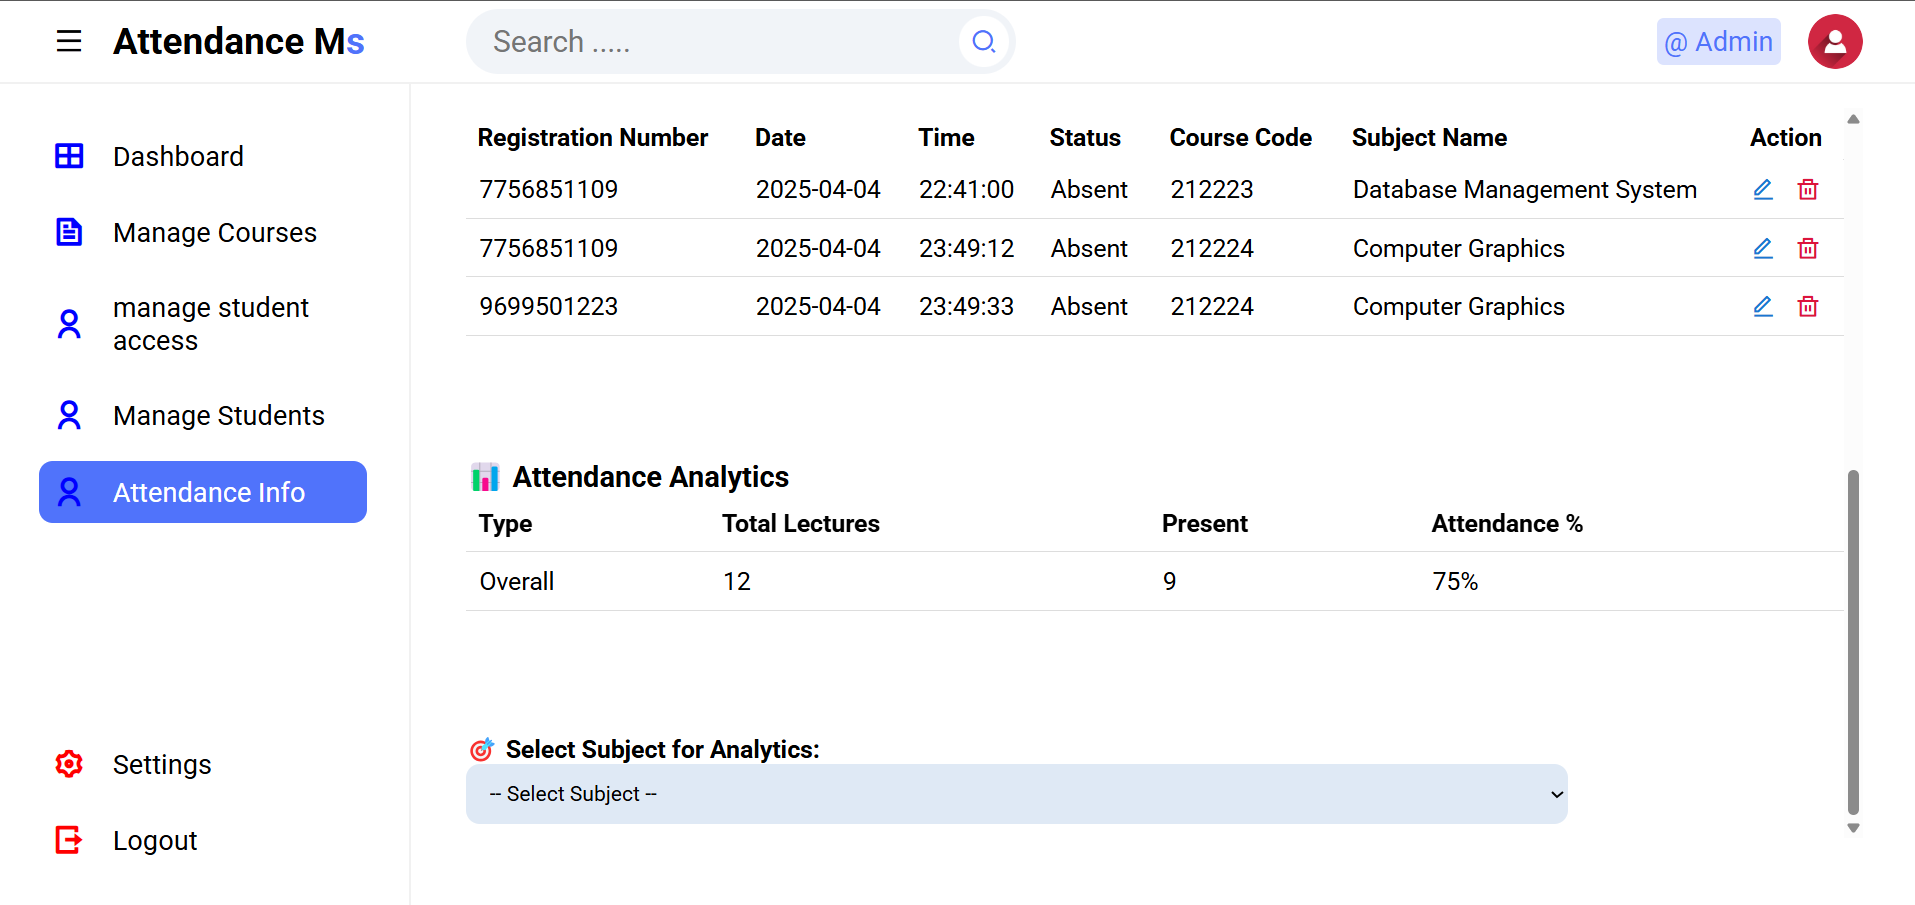 Attendance Ms
Search .....
@ Admin
Dashboard
Manage Courses
manage student
access
Manage Students
Attendance Info
Settings
Logout
Registration Number Date Time Status Course Code Subject Name Action
7756851109 2025-04-04 22:41:00 Absent 212223 Database Management System
7756851109 2025-04-04 23:49:12 Absent 212224 Computer Graphics
9699501223 2025-04-04 23:49:33 Absent 212224 Computer Graphics
Attendance Analytics
Type Total Lectures Present Attendance %
Overall 12 9 75%
Select Subject for Analytics:
-- Select Subject --